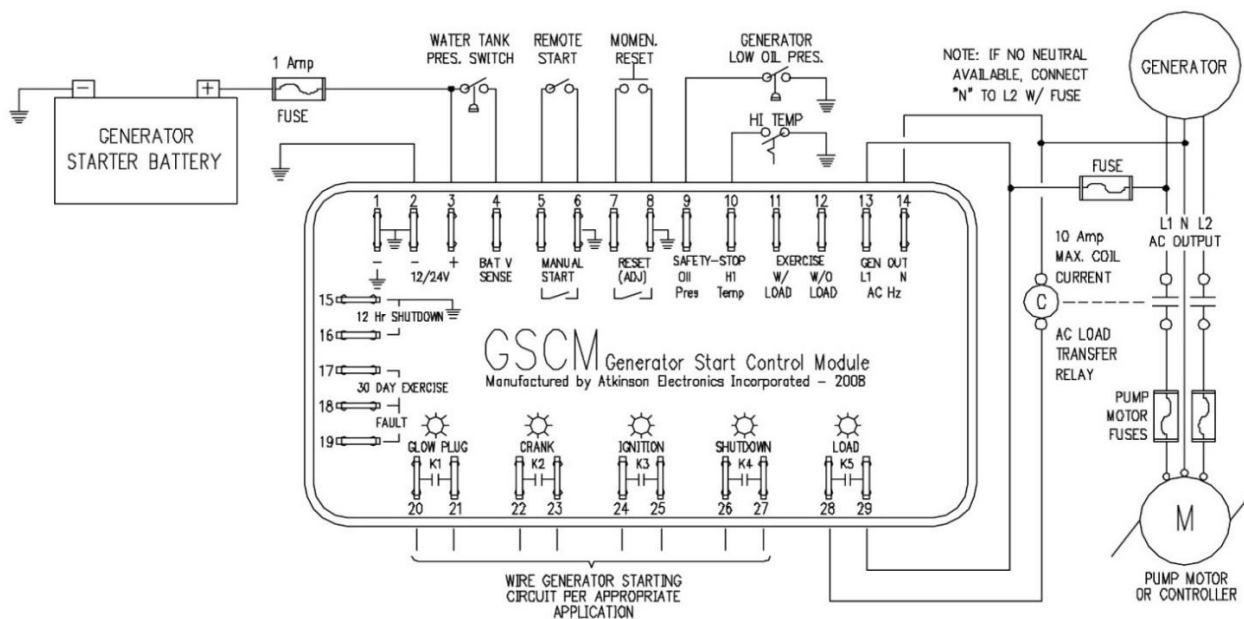 WATER TANK
PRES. SWITCH
REMOTE
START
MOMEN.
RESET
GENERATOR
LOW OIL PRES.
NOTE: IF NO NEUTRAL
AVAILABLE, CONNECT
"N" TO L2 W/ FUSE
GENERATOR
1 Amp
FUSE
- +
GENERATOR
STARTER BATTERY
HI TEMP
FUSE
1 2 3 4 5 6 7 8 9 10 11 12 13 14
L1 N L2
AC OUTPUT
- - +
12/24V
BAT V
SENSE
MANUAL
START
RESET
(ADJ)
SAFETY-STOP
Oil
Pres
HI
Temp
EXERCISE
W/
LOAD
W/O
LOAD
GEN OUT
L1 N
AC Hz
10 Amp
MAX. COIL
CURRENT
C
AC LOAD
TRANSFER
RELAY
15
12 Hr SHUTDOWN
16
17
30 DAY EXERCISE
18
FAULT
19
GSCM Generator Start Control Module
Manufactured by Atkinson Electronics Incorporated - 2008
PUMP
MOTOR
FUSES
GLOW PLUG
K1
CRANK
K2
IGNITION
K3
SHUTDOWN
K4
LOAD
K5
20 21 22 23 24 25 26 27 28 29
M
WIRE GENERATOR STARTING
CIRCUIT PER APPROPRIATE
APPLICATION
PUMP MOTOR
OR CONTROLLER